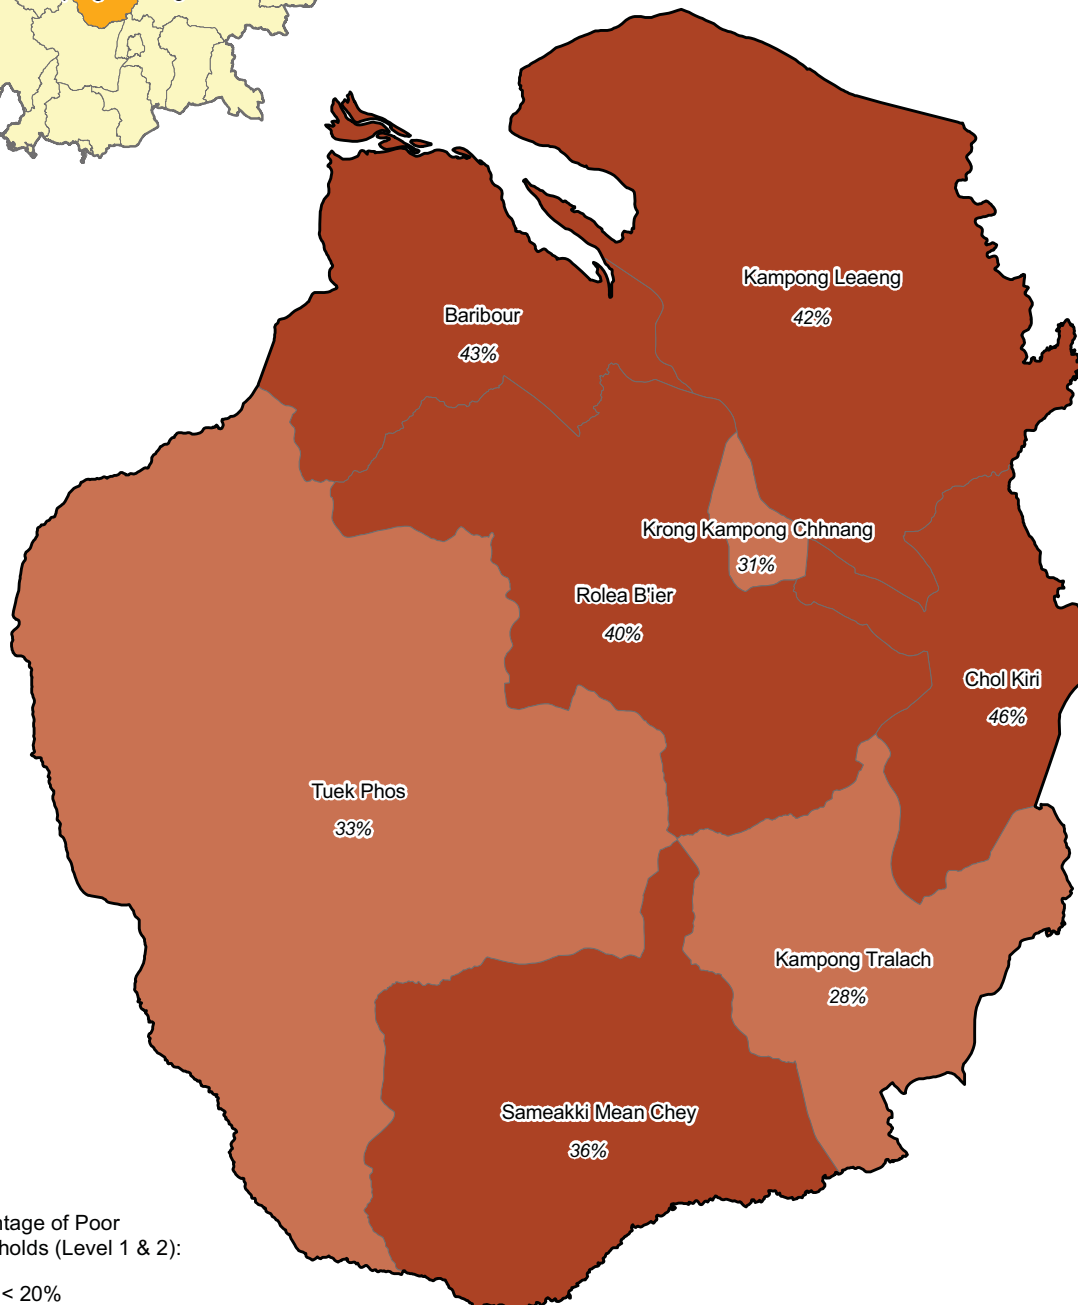 Kampong Leaeng
42%
Baribour
43%
Krong Kampong Chhnang
31%
Rolea B'ier
40%
Chol Kiri
46%
Tuek Phos
33%
Kampong Tralach
28%
Sameakki Mean Chey
36%
ntage of Poor
holds (Level 1 & 2):
< 20%